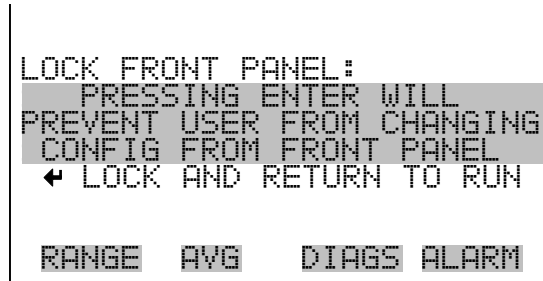 LOCK FRONT PANEL:
PRESSING ENTER WILL
PREVENT USER FROM CHANGING
CONFIG FROM FRONT PANEL
↵ LOCK AND RETURN TO RUN
RANGE AVG DIAGS ALARM